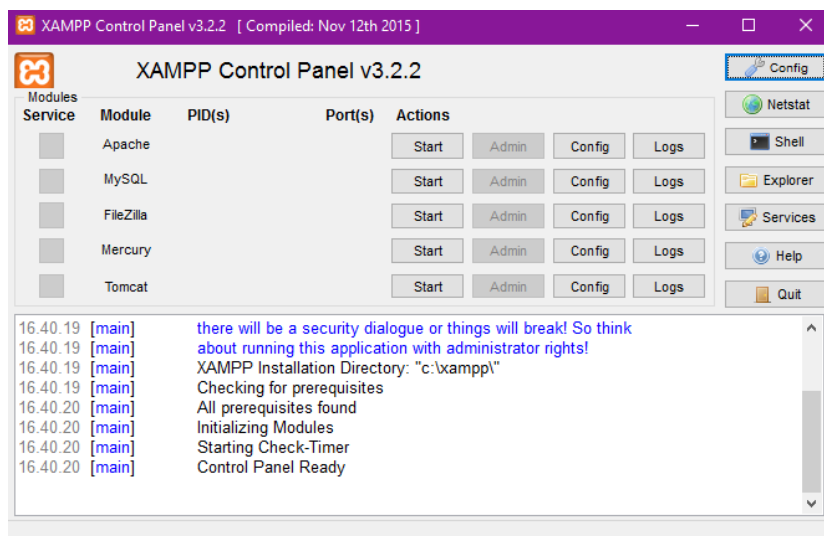 XAMPP Control Panel v3.2.2 [ Compiled: Nov 12th 2015 ]
XAMPP Control Panel v3.2.2
Config
Modules
Service Module PID(s) Port(s) Actions
Netstat
Apache Start Admin Config Logs
Shell
MySQL Start Admin Config Logs
Explorer
FileZilla Start Admin Config Logs
Services
Mercury Start Admin Config Logs
Help
Tomcat Start Admin Config Logs
Quit
16.40.19 [main] there will be a security dialogue or things will break! So think
16.40.19 [main] about running this application with administrator rights!
16.40.19 [main] XAMPP Installation Directory: "c:\xampp\"
16.40.19 [main] Checking for prerequisites
16.40.20 [main] All prerequisites found
16.40.20 [main] Initializing Modules
16.40.20 [main] Starting Check-Timer
16.40.20 [main] Control Panel Ready